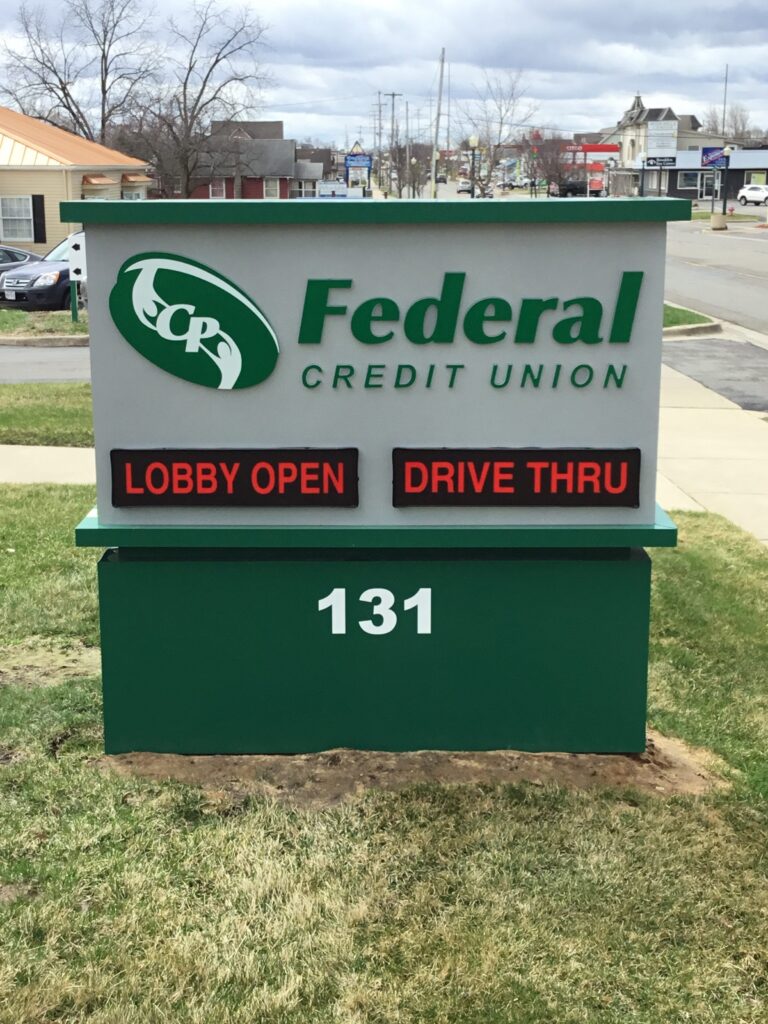 CP
Federal
CREDIT UNION
LOBBY OPEN
DRIVE THRU
131